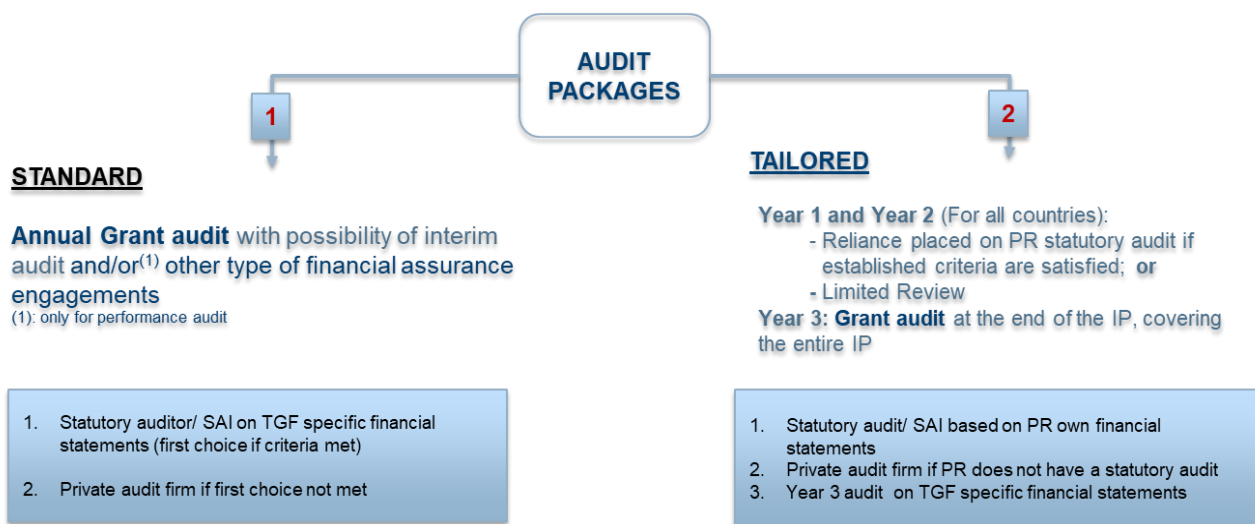 AUDIT
PACKAGES
1
2
STANDARD
Annual Grant audit with possibility of interim
audit and/or(1) other type of financial assurance
engagements
(1): only for performance audit
1. Statutory auditor/ SAI on TGF specific financial
statements (first choice if criteria met)
2. Private audit firm if first choice not met
TAILORED
Year 1 and Year 2 (For all countries):
- Reliance placed on PR statutory audit if
established criteria are satisfied; or
- Limited Review
Year 3: Grant audit at the end of the IP, covering
the entire IP
1. Statutory audit/ SAI based on PR own financial
statements
2. Private audit firm if PR does not have a statutory audit
3. Year 3 audit on TGF specific financial statements